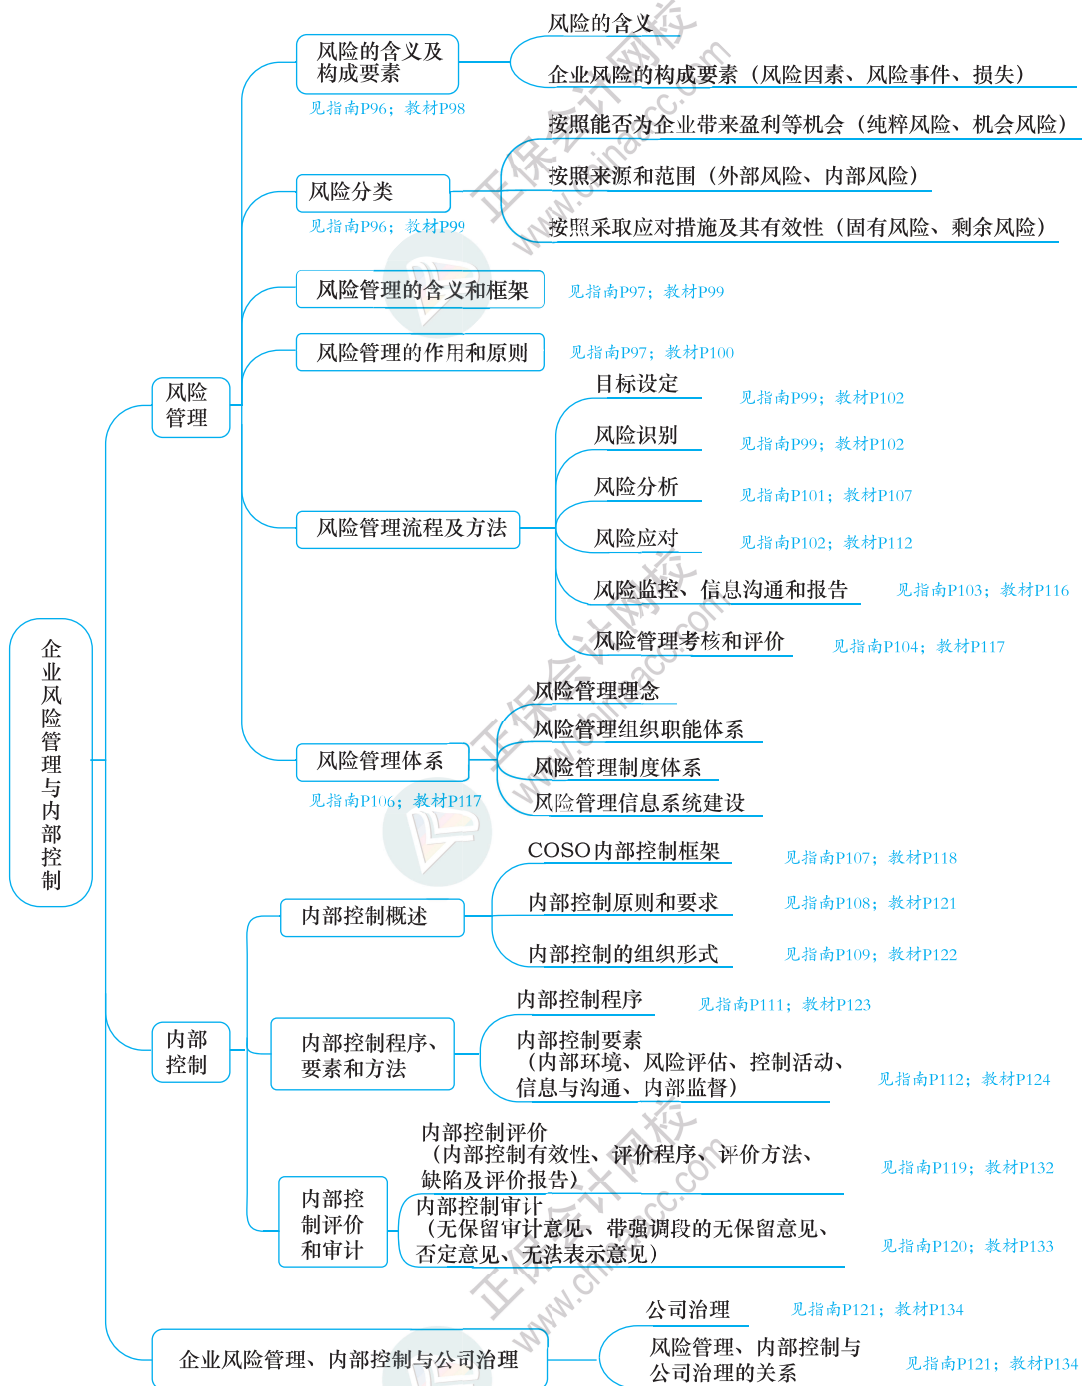 风险的含义
风险的含义及
构成要素
企业风险的构成要素（风险因素、风险事件、损失）
见指南P96；教材P98
按照能否为企业带来盈利等机会（纯粹风险、机会风险）
风险分类
按照来源和范围（外部风险、内部风险）
见指南P96；教材P99
按照采取应对措施及其有效性（固有风险、剩余风险）
风险管理的含义和框架
见指南P97；教材P99
风险管理的作用和原则
见指南P97；教材P100
风险
管理
目标设定
见指南P99；教材P102
风险识别
见指南P99；教材P102
风险分析
见指南P101；教材P107
风险管理流程及方法
风险应对
见指南P102；教材P112
风险监控、信息沟通和报告
见指南P103；教材P116
风险管理考核和评价
见指南P104；教材P117
企业风险管理与内部控制
风险管理理念
风险管理组织职能体系
风险管理体系
风险管理制度体系
见指南P106；教材P117
风险管理信息系统建设
COSO内部控制框架
见指南P107；教材P118
内部控制概述
内部控制原则和要求
见指南P108；教材P121
内部控制的组织形式
见指南P109；教材P122
内部
控制
内部控制程序
见指南P111；教材P123
内部控制程序、
要素和方法
内部控制要素
（内部环境、风险评估、控制活动、
信息与沟通、内部监督）
见指南P112；教材P124
内部控制评价
（内部控制有效性、评价程序、评价方法、
缺陷及评价报告）
见指南P119；教材P132
内部控
制评价
和审计
内部控制审计
（无保留审计意见、带强调段的无保留意见、
否定意见、无法表示意见）
见指南P120；教材P133
公司治理
见指南P121；教材P134
企业风险管理、内部控制与公司治理
风险管理、内部控制与
公司治理的关系
见指南P121；教材P134
正保会计网校
www.chinaacc.com
正保会计网校
www.chinaacc.com
正保会计网校
www.chinaacc.com